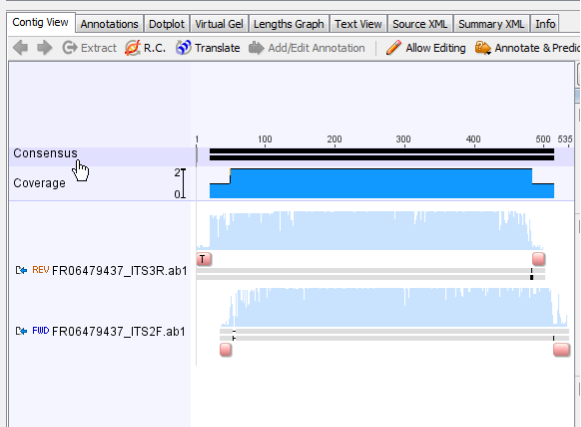 Contig View Annotations Dotplot Virtual Gel Lengths Graph Text View Source XML Summary XML Info
Extract R.C. Translate Add/Edit Annotation Allow Editing Annotate & Predic
1 100 200 300 400 500 535
Consensus
Coverage 2
0
T
REV FR06479437_ITS3R.ab1
FWD FR06479437_ITS2F.ab1